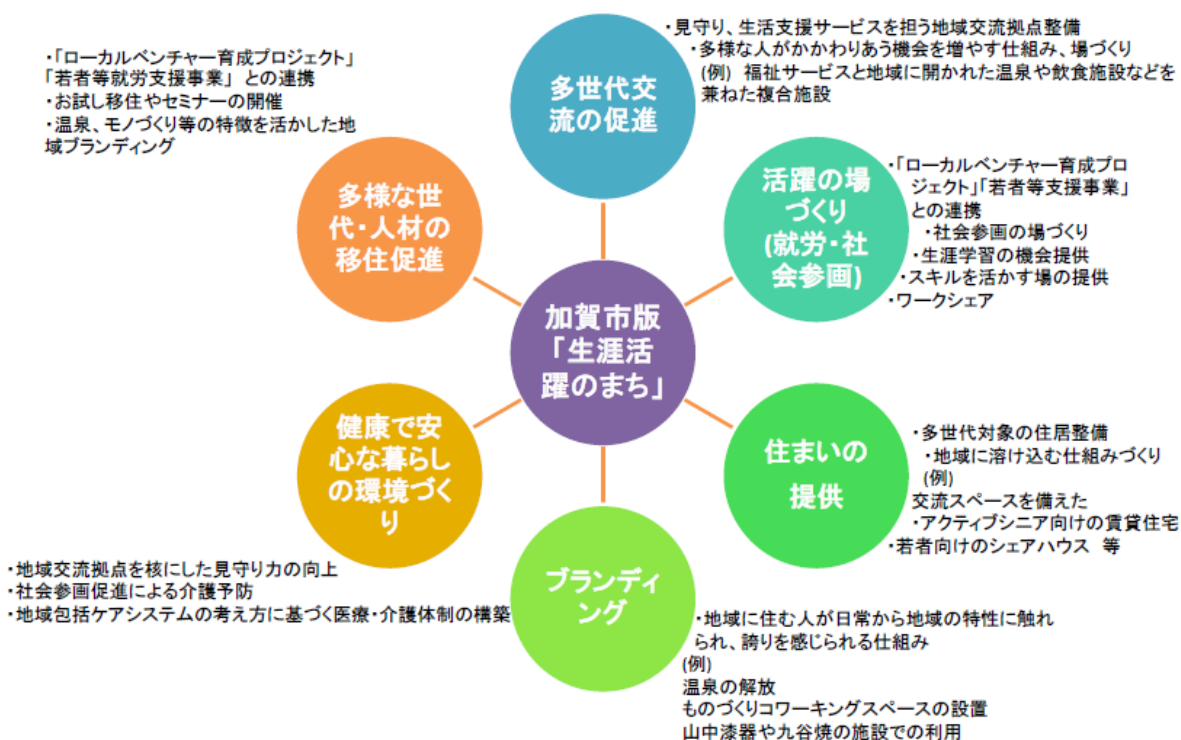 ・見守り、生活支援サービスを担う地域交流拠点整備
・多様な人がかかわりあう機会を増やす仕組み、場づくり
(例) 福祉サービスと地域に開かれた温泉や飲食施設などを
兼ねた複合施設
多世代交
流の促進
・「ローカルベンチャー育成プロジェクト」
「若者等就労支援事業」 との連携
・お試し移住やセミナーの開催
・温泉、モノづくり等の特徴を活かした地
域ブランディング
多様な世
代・人材の
移住促進
活躍の場
づくり
(就労・社
会参画)
・「ローカルベンチャー育成プロ
ジェクト」「若者等支援事業」
との連携
・社会参画の場づくり
・生涯学習の機会提供
・スキルを活かす場の提供
・ワークシェア
加賀市版
「生涯活
躍のまち」
健康で安
心な暮らし
の環境づく
り
・地域交流拠点を核にした見守り力の向上
・社会参画促進による介護予防
・地域包括ケアシステムの考え方に基づく医療・介護体制の構築
住まいの
提供
・多世代対象の住居整備
・地域に溶け込む仕組みづくり
(例)
交流スペースを備えた
・アクティブシニア向けの賃貸住宅
・若者向けのシェアハウス 等
ブランディ
ング
・地域に住む人が日常から地域の特性に触れ
られ、誇りを感じられる仕組み
(例)
温泉の解放
ものづくりコワーキングスペースの設置
山中漆器や九谷焼の施設での利用